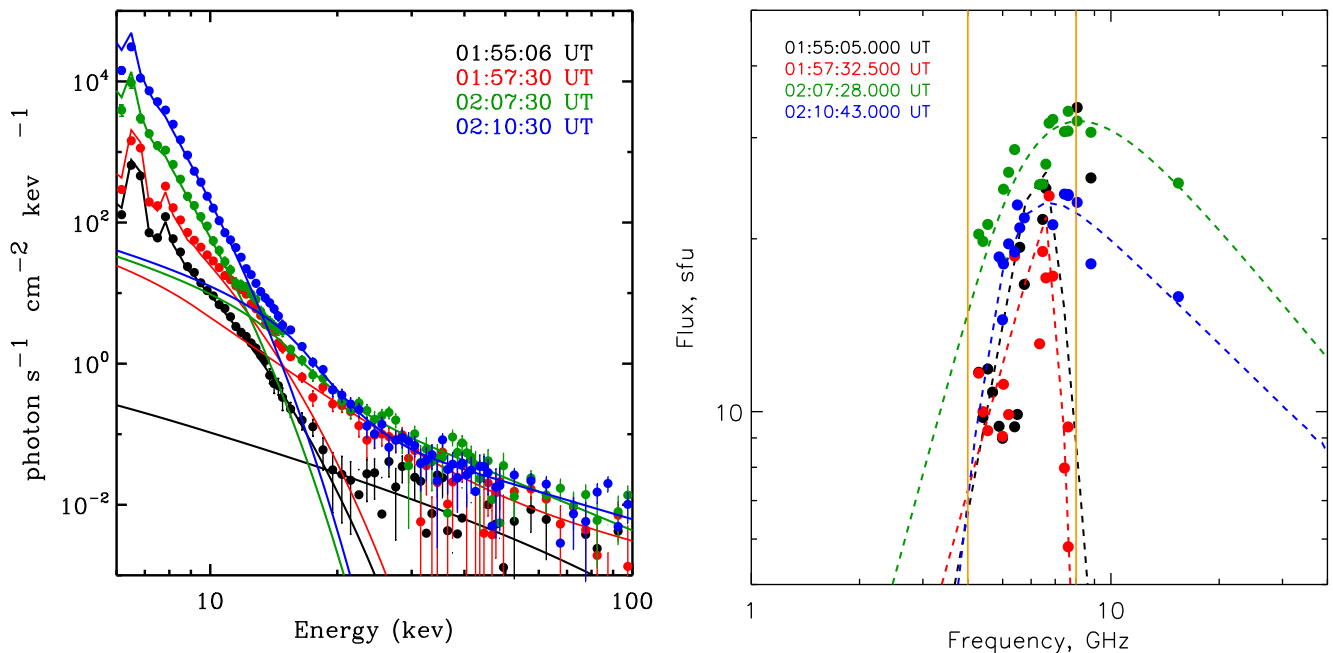 01:55:06 UT
01:57:30 UT
02:07:30 UT
02:10:30 UT
10^4
10^2
10^0
10^-2
photon s^-1 cm^-2 kev^-1
10
100
Energy (kev)
01:55:05.000 UT
01:57:32.500 UT
02:07:28.000 UT
02:10:43.000 UT
10
Flux, sfu
1
10
Frequency, GHz